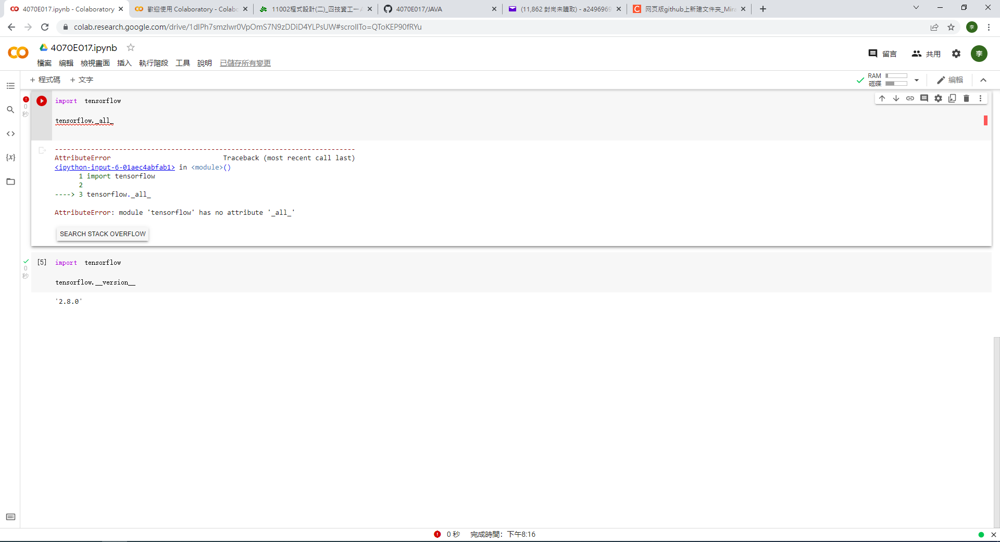 4070E017.ipynb - Colaboratory
歡迎使用 Colaboratory - Colabo
11002程式設計(二)_四技資工一
4070E017/JAVA
(11,862 封尚未讀取) - a2496969
网页版github上新建文件夹_Mira
colab.research.google.com/drive/1dIPh7smzlwr0VpOmS7N9zDDiD4YLPsUW#scrollTo=QToKEP90fRYu
李
4070E017.ipynb
留言
共用
李
檔案 編輯 檢視畫面 插入 執行階段 工具 說明 已儲存所有變更
+ 程式碼 + 文字
RAM
磁碟
編輯
0
秒
import tensorflow
tensorflow._all_
---------------------------------------------------------------------------
AttributeError Traceback (most recent call last)
<ipython-input-6-01aec4abfab1> in <module>()
1 import tensorflow
2
----> 3 tensorflow._all_
AttributeError: module 'tensorflow' has no attribute '_all_'
SEARCH STACK OVERFLOW
0
秒
[5] import tensorflow
tensorflow.__version__
'2.8.0'
0 秒 完成時間：下午8:16